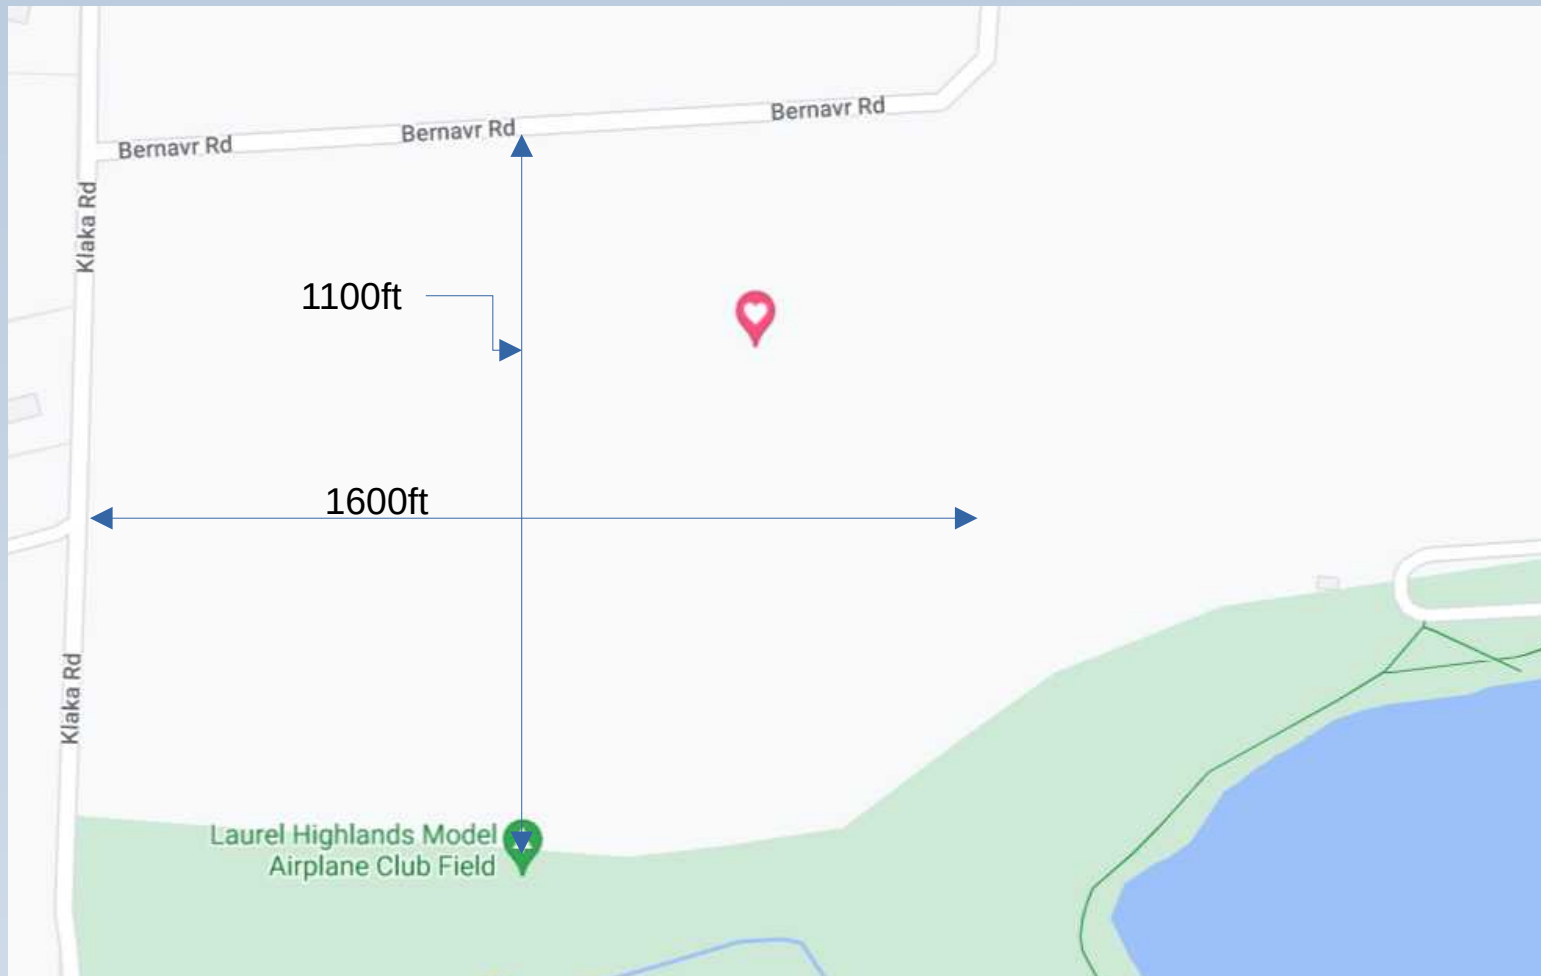 Bernavr Rd
Bernavr Rd
Bernavr Rd
Klaka Rd
1100ft
1600ft
Klaka Rd
Laurel Highlands Model
Airplane Club Field